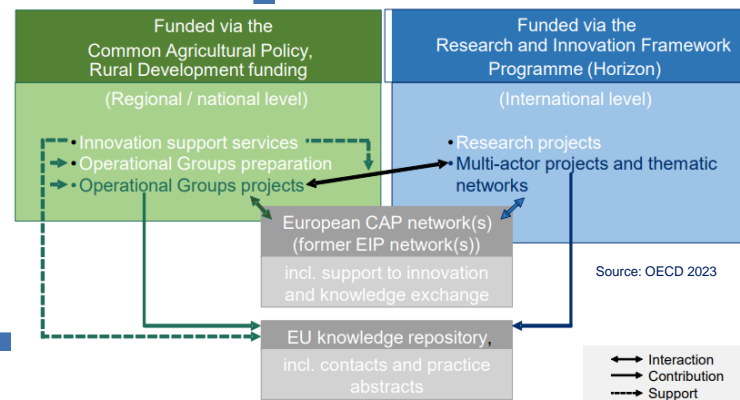 Funded via the
Common Agricultural Policy,
Rural Development funding
(Regional / national level)
• Innovation support services
• Operational Groups preparation
• Operational Groups projects
Funded via the
Research and Innovation Framework
Programme (Horizon)
(International level)
• Research projects
• Multi-actor projects and thematic
networks
European CAP network(s)
(former EIP network(s))
incl. support to innovation
and knowledge exchange
Source: OECD 2023
EU knowledge repository,
incl. contacts and practice
abstracts
Interaction
Contribution
Support